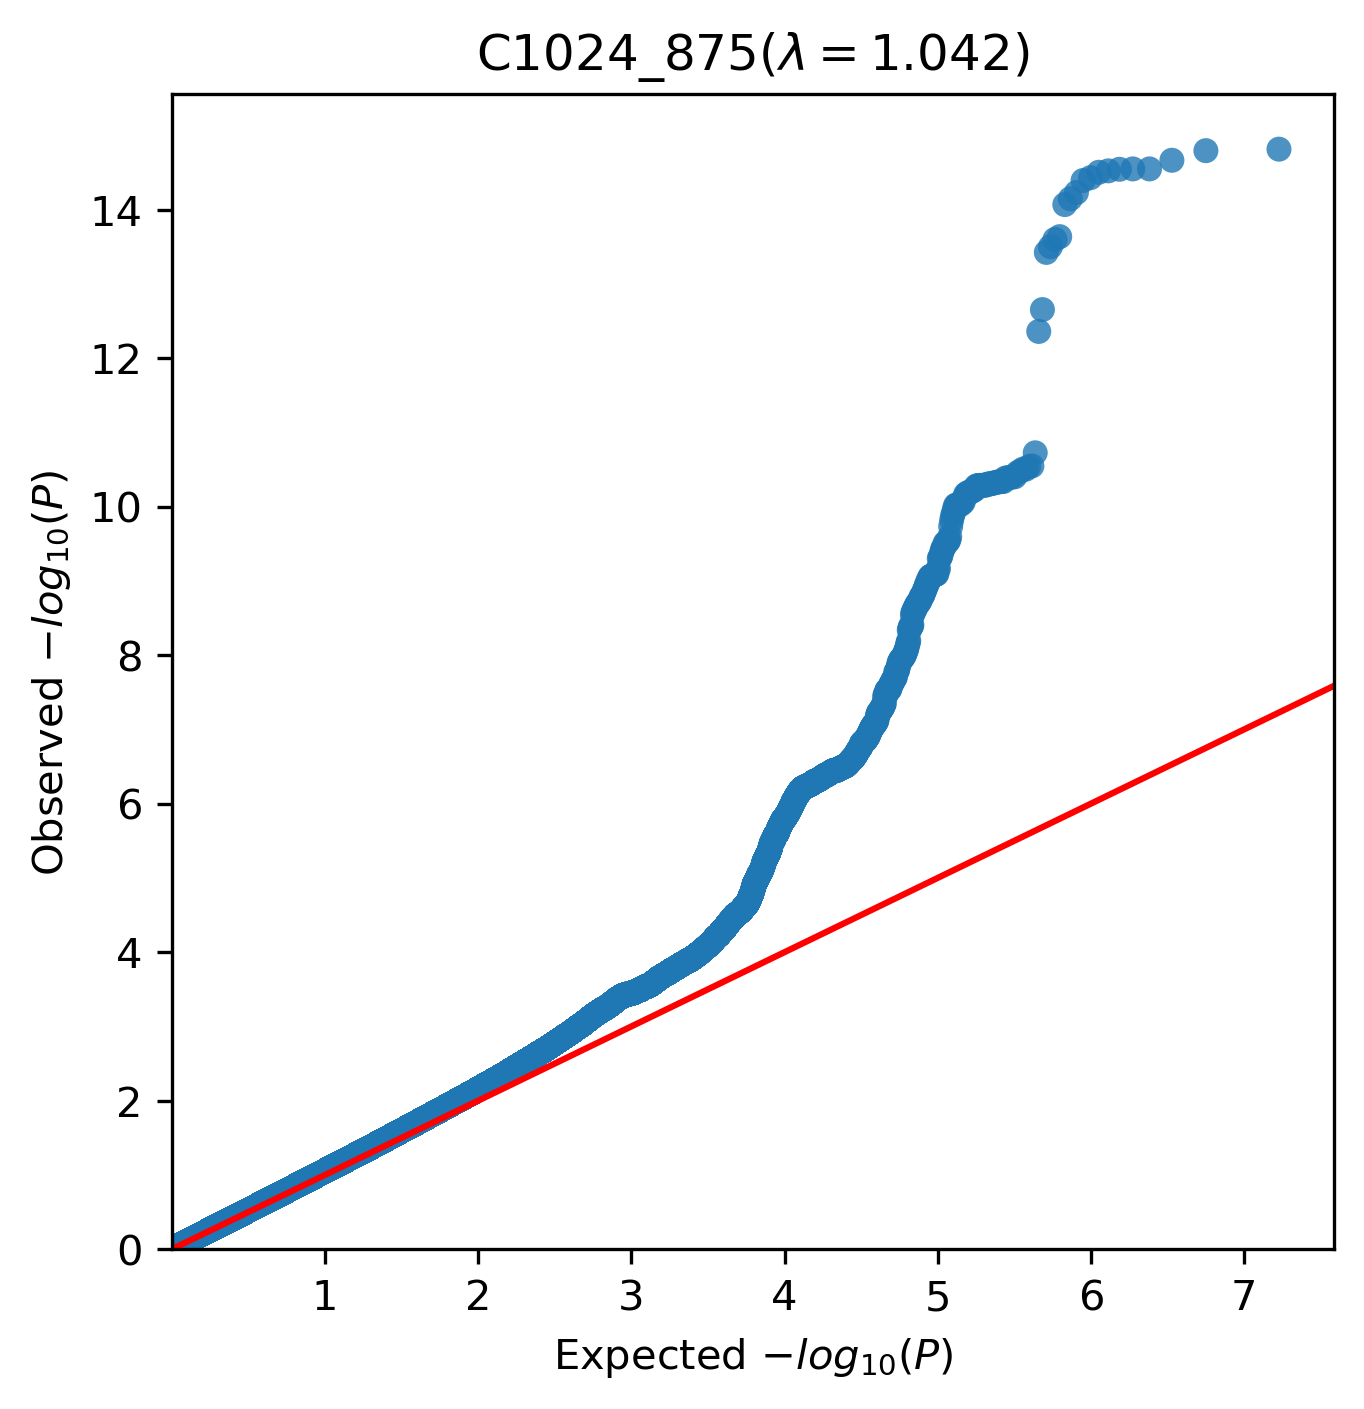 C1024_875(λ = 1.042)
14
12
10
8
6
4
2
0
Observed −log₁₀(P)
1 2 3 4 5 6 7
Expected −log₁₀(P)